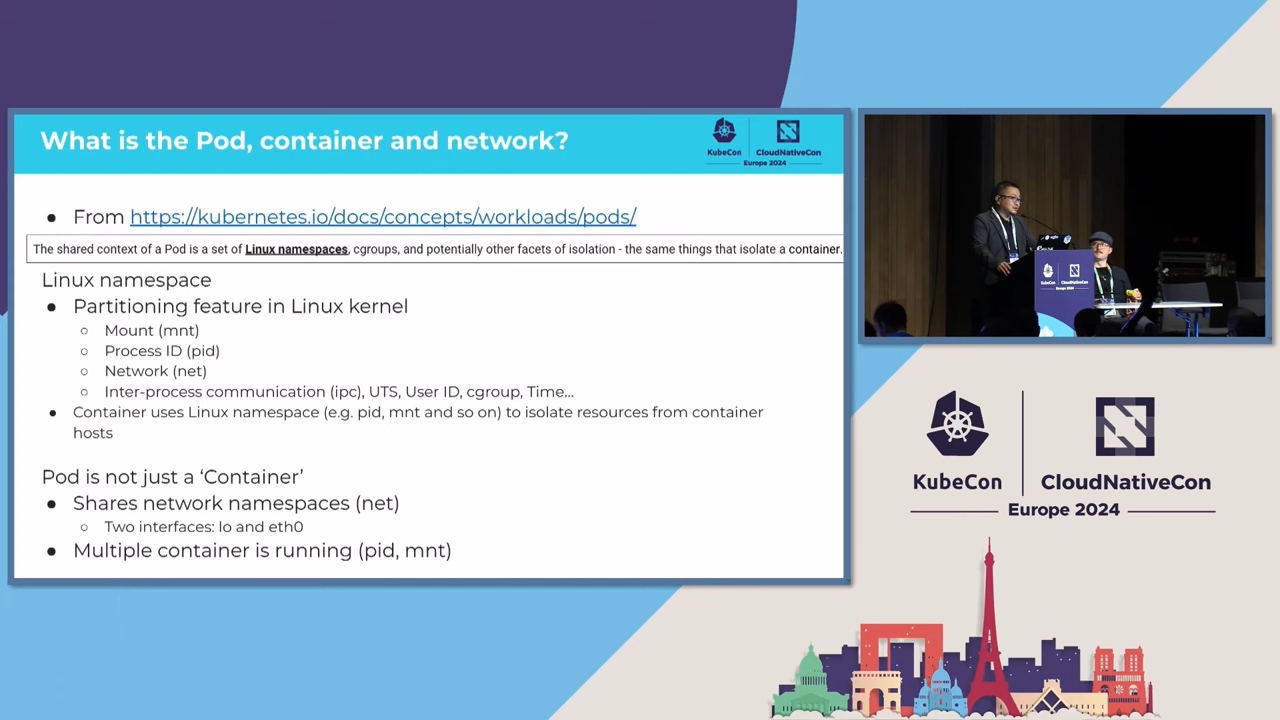 What is the Pod, container and network?
KubeCon
CloudNativeCon
Europe 2024
● From https://kubernetes.io/docs/concepts/workloads/pods/
The shared context of a Pod is a set of Linux namespaces, cgroups, and potentially other facets of isolation - the same things that isolate a container.
Linux namespace
● Partitioning feature in Linux kernel
○ Mount (mnt)
○ Process ID (pid)
○ Network (net)
○ Inter-process communication (ipc), UTS, User ID, cgroup, Time...
● Container uses Linux namespace (e.g. pid, mnt and so on) to isolate resources from container
hosts
Pod is not just a ‘Container’
● Shares network namespaces (net)
○ Two interfaces: lo and eth0
● Multiple container is running (pid, mnt)
KubeCon
CloudNativeCon
Europe 2024